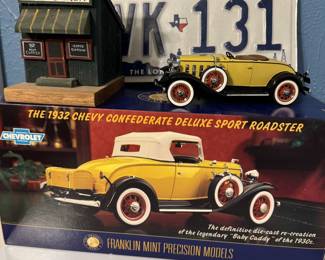 WK 131
THE 1932 CHEVY CONFEDERATE DELUXE SPORT ROADSTER
CHEVROLET
The definitive die-cast re-creation
of the legendary "Baby Caddy" of the 1930s.
FRANKLIN MINT PRECISION MODELS